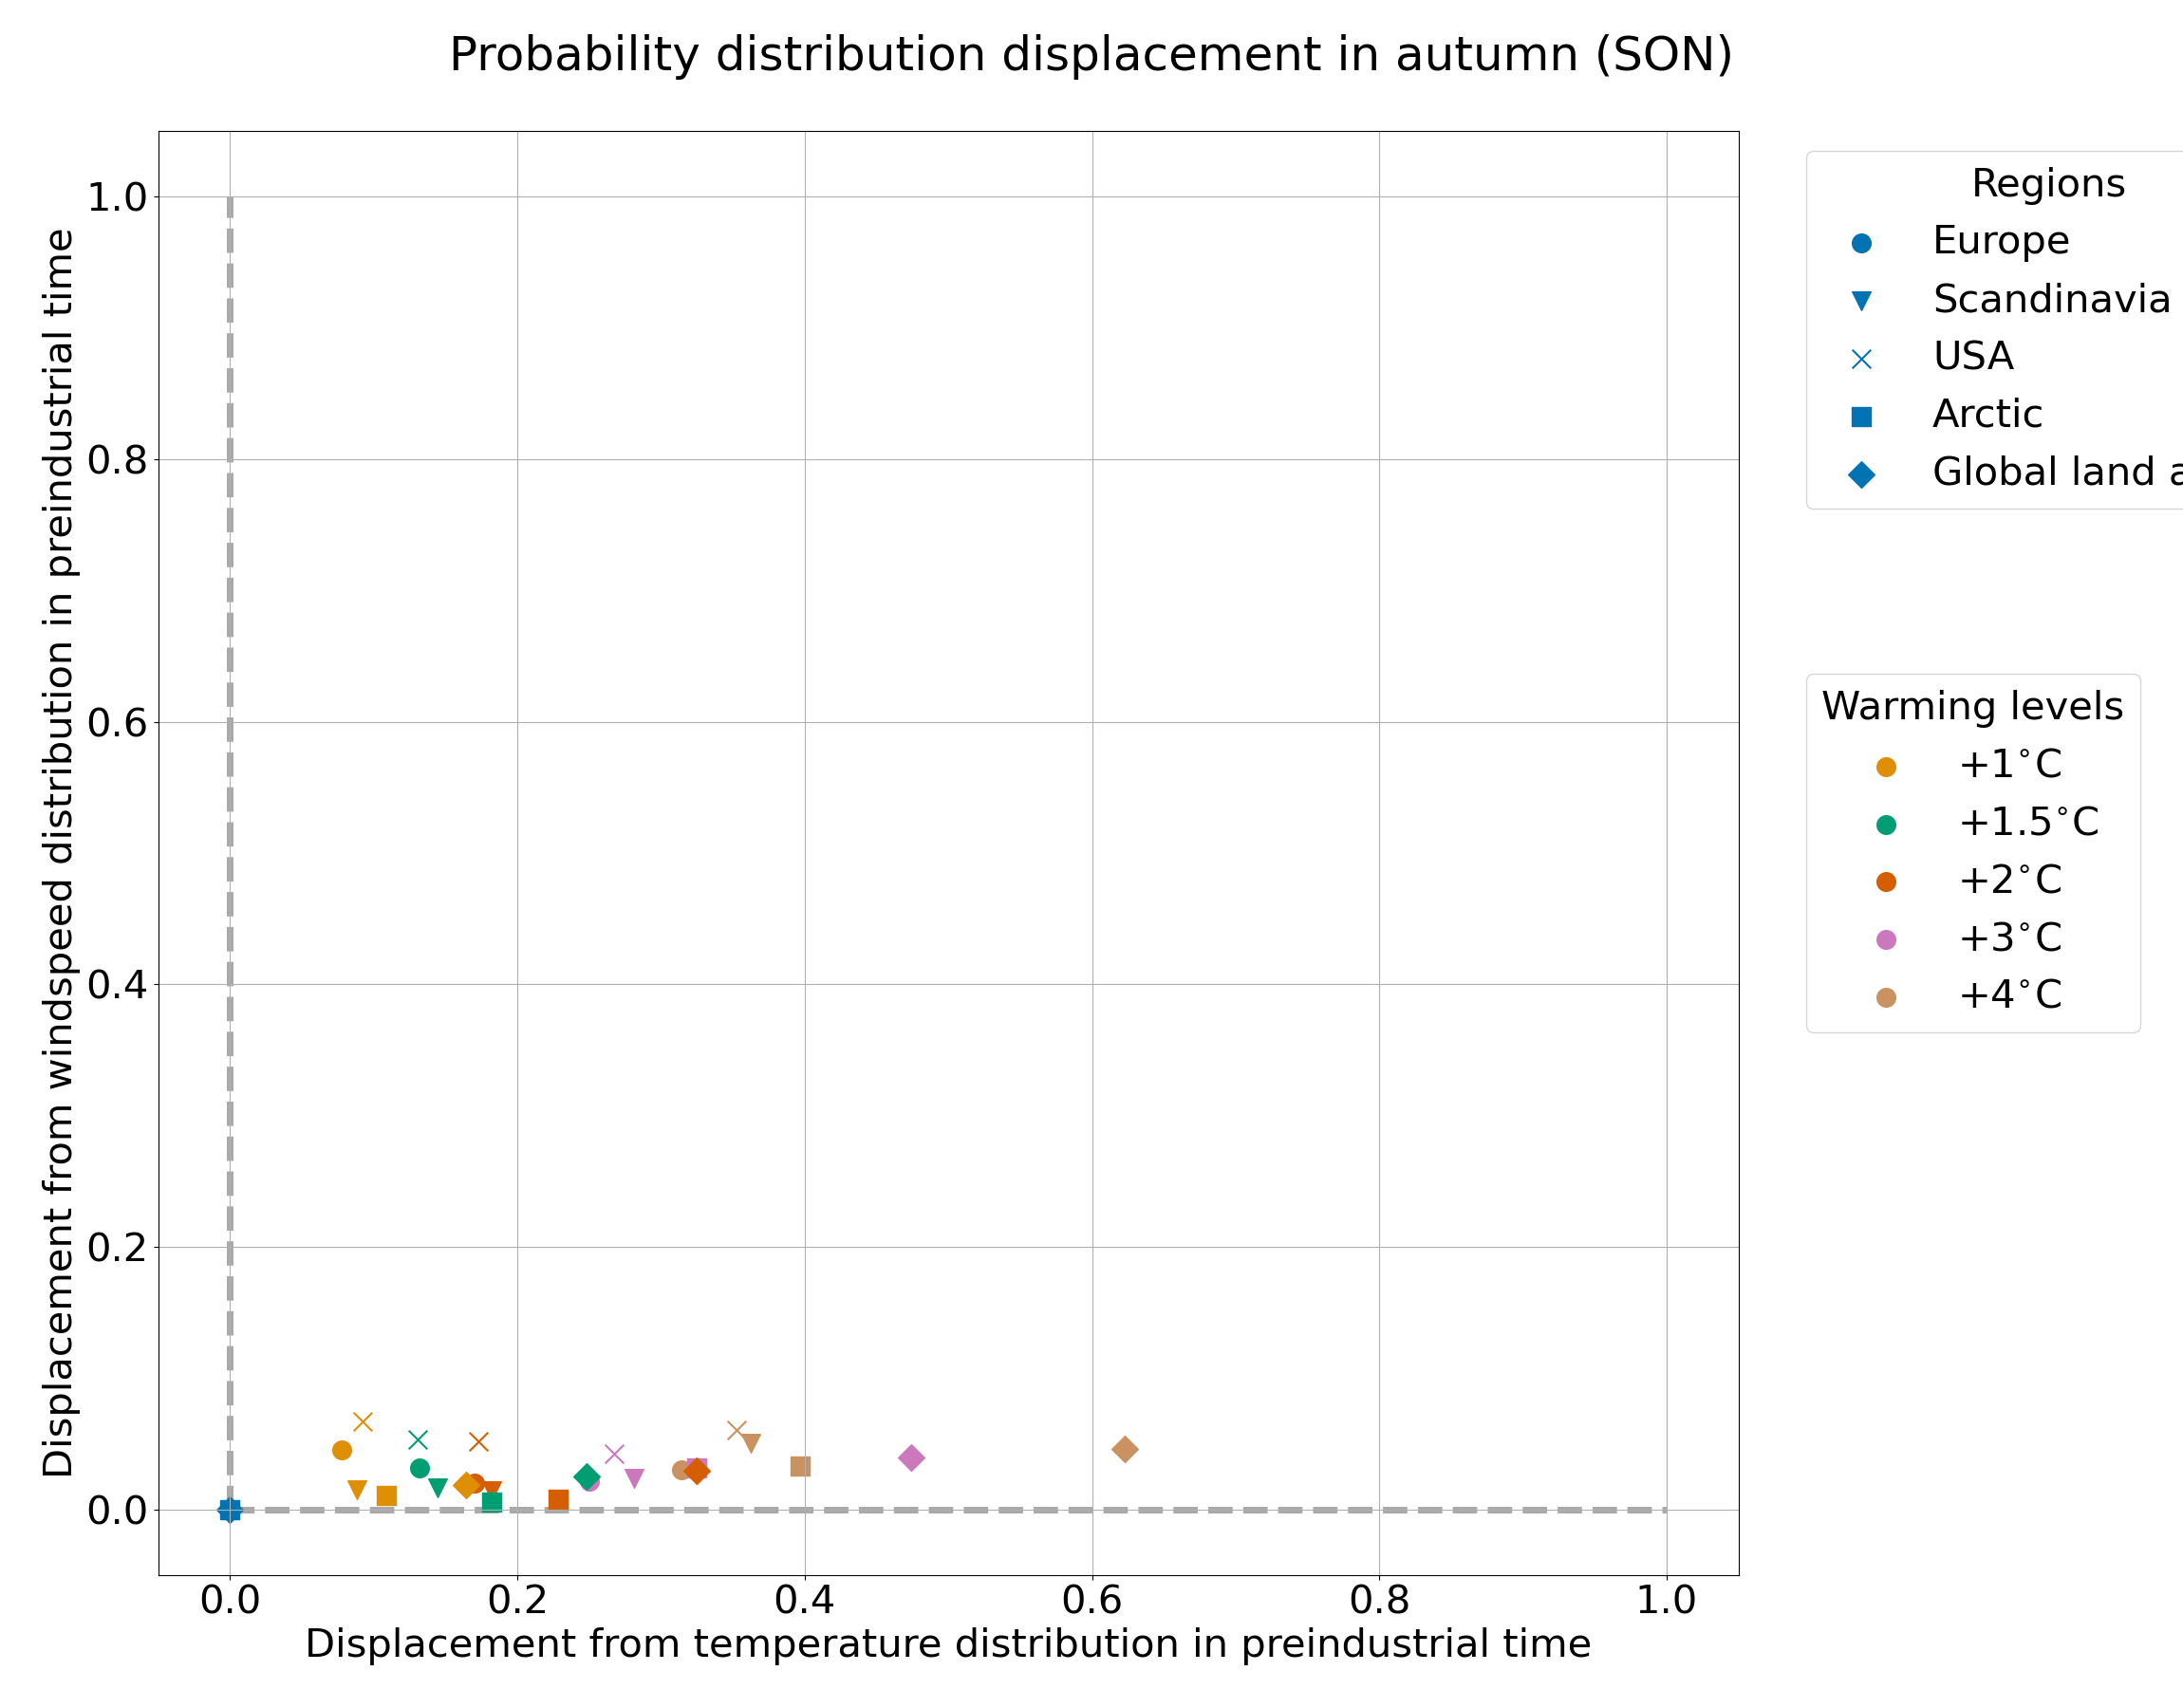 Probability distribution displacement in autumn (SON)
Displacement from windspeed distribution in preindustrial time
1.0
0.8
0.6
0.4
0.2
0.0
0.0 0.2 0.4 0.6 0.8 1.0
Displacement from temperature distribution in preindustrial time
Regions
Europe
Scandinavia
USA
Arctic
Global land
Warming levels
+1°C
+1.5°C
+2°C
+3°C
+4°C